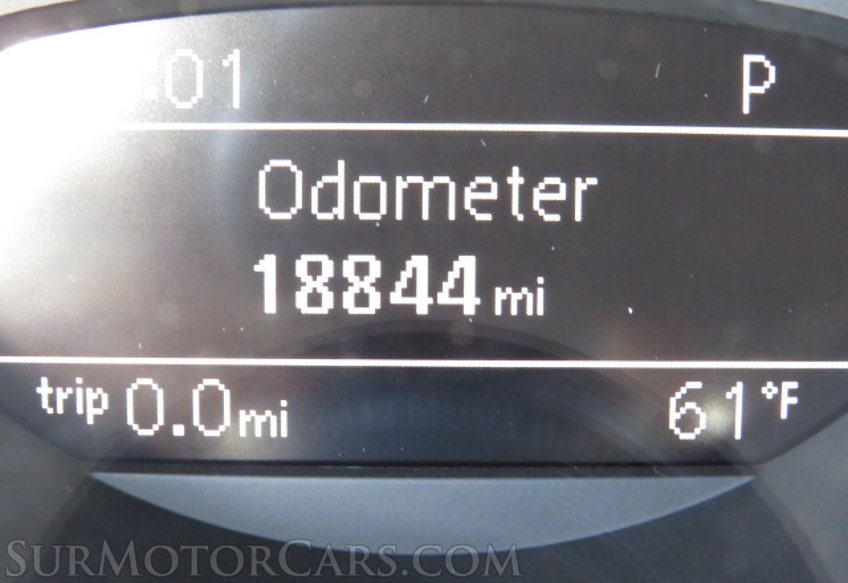 :01 P
Odometer
18844 mi
trip 0.0 mi 61 °F
SURMOTORCARS.COM